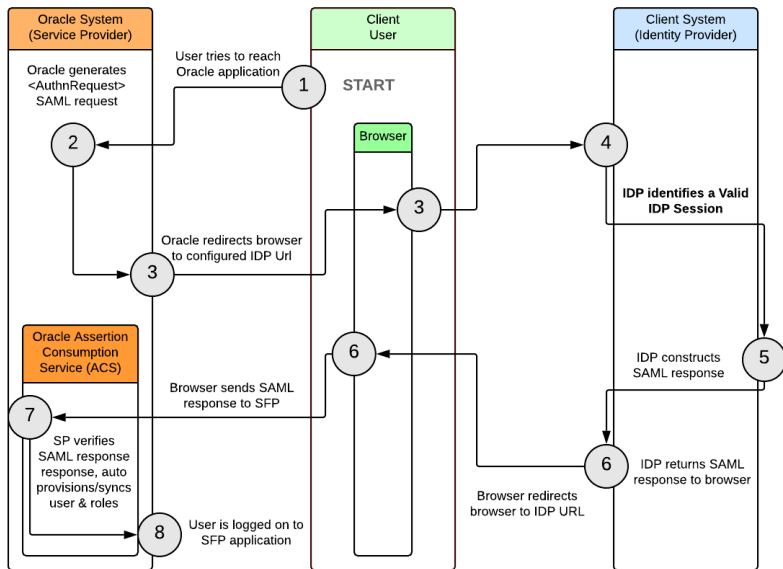 Oracle System
(Service Provider)
Client
User
Client System
(Identity Provider)
User tries to reach
Oracle application
1
START
Oracle generates
<AuthnRequest>
SAML request
2
Browser
4
3
IDP identifies a Valid
IDP Session
Oracle redirects browser
to configured IDP Url
3
Oracle Assertion
Consumption
Service (ACS)
6
IDP constructs
SAML response
5
Browser sends SAML
response to SFP
7
SP verifies
SAML response
response, auto
provisions/syncs
user & roles
6
IDP returns SAML
response to browser
Browser redirects
browser to IDP URL
8
User is logged on to
SFP application